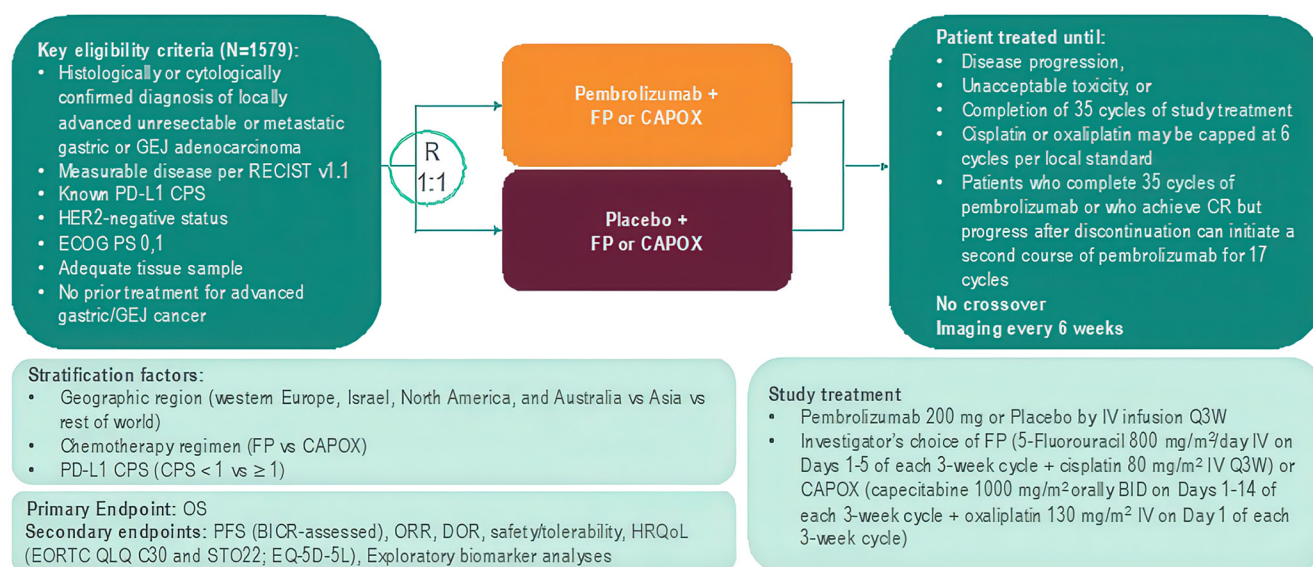 Key eligibility criteria (N=1579):
• Histologically or cytologically
confirmed diagnosis of locally
advanced unresectable or metastatic
gastric or GEJ adenocarcinoma
• Measurable disease per RECIST v1.1
• Known PD-L1 CPS
• HER2-negative status
• ECOG PS 0,1
• Adequate tissue sample
• No prior treatment for advanced
gastric/GEJ cancer
R
1:1
Pembrolizumab +
FP or CAPOX
Placebo +
FP or CAPOX
Patient treated until:
• Disease progression,
• Unacceptable toxicity, or
• Completion of 35 cycles of study treatment
• Cisplatin or oxaliplatin may be capped at 6
cycles per local standard
• Patients who complete 35 cycles of
pembrolizumab or who achieve CR but
progress after discontinuation can initiate a
second course of pembrolizumab for 17
cycles
No crossover
Imaging every 6 weeks
Stratification factors:
• Geographic region (western Europe, Israel, North America, and Australia vs Asia vs
rest of world)
• Chemotherapy regimen (FP vs CAPOX)
• PD-L1 CPS (CPS < 1 vs ≥ 1)
Primary Endpoint: OS
Secondary endpoints: PFS (BICR-assessed), ORR, DOR, safety/tolerability, HRQoL
(EORTC QLQ C30 and STO22; EQ-5D-5L), Exploratory biomarker analyses
Study treatment
• Pembrolizumab 200 mg or Placebo by IV infusion Q3W
• Investigator's choice of FP (5-Fluorouracil 800 mg/m²/day IV on
Days 1-5 of each 3-week cycle + cisplatin 80 mg/m² IV Q3W) or
CAPOX (capecitabine 1000 mg/m² orally BID on Days 1-14 of
each 3-week cycle + oxaliplatin 130 mg/m² IV on Day 1 of each
3-week cycle)